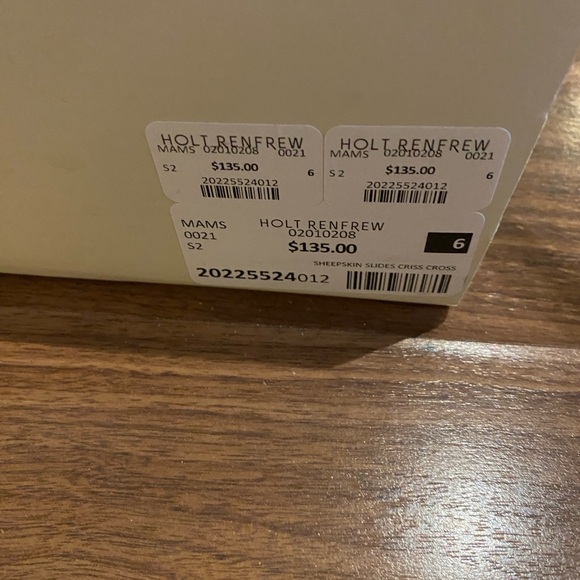 HOLT RENFREW
MAMS 02010208 0021
S2 $135.00 6
20225524012
HOLT RENFREW
MAMS 02010208 0021
S2 $135.00 6
20225524012
MAMS HOLT RENFREW
0021 02010208
S2 $135.00 6
SHEEPSKIN SLIDES CRISS CROSS
20225524012